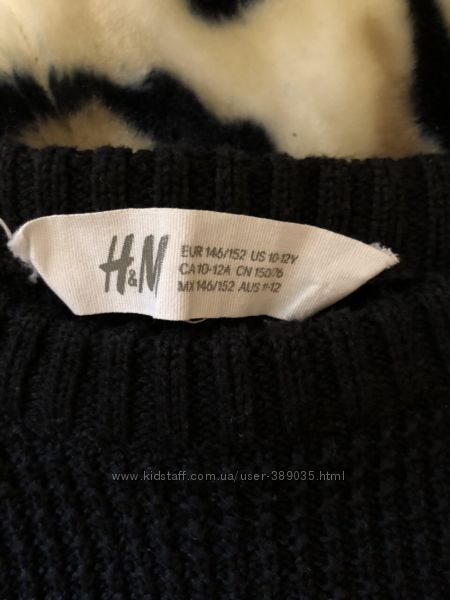 H&M
EUR 146/152 US 10-12Y
CA 10-12A CN 150/76
MX 146/152 AUS 11-12
www.kidstaff.com.ua/user-389035.html